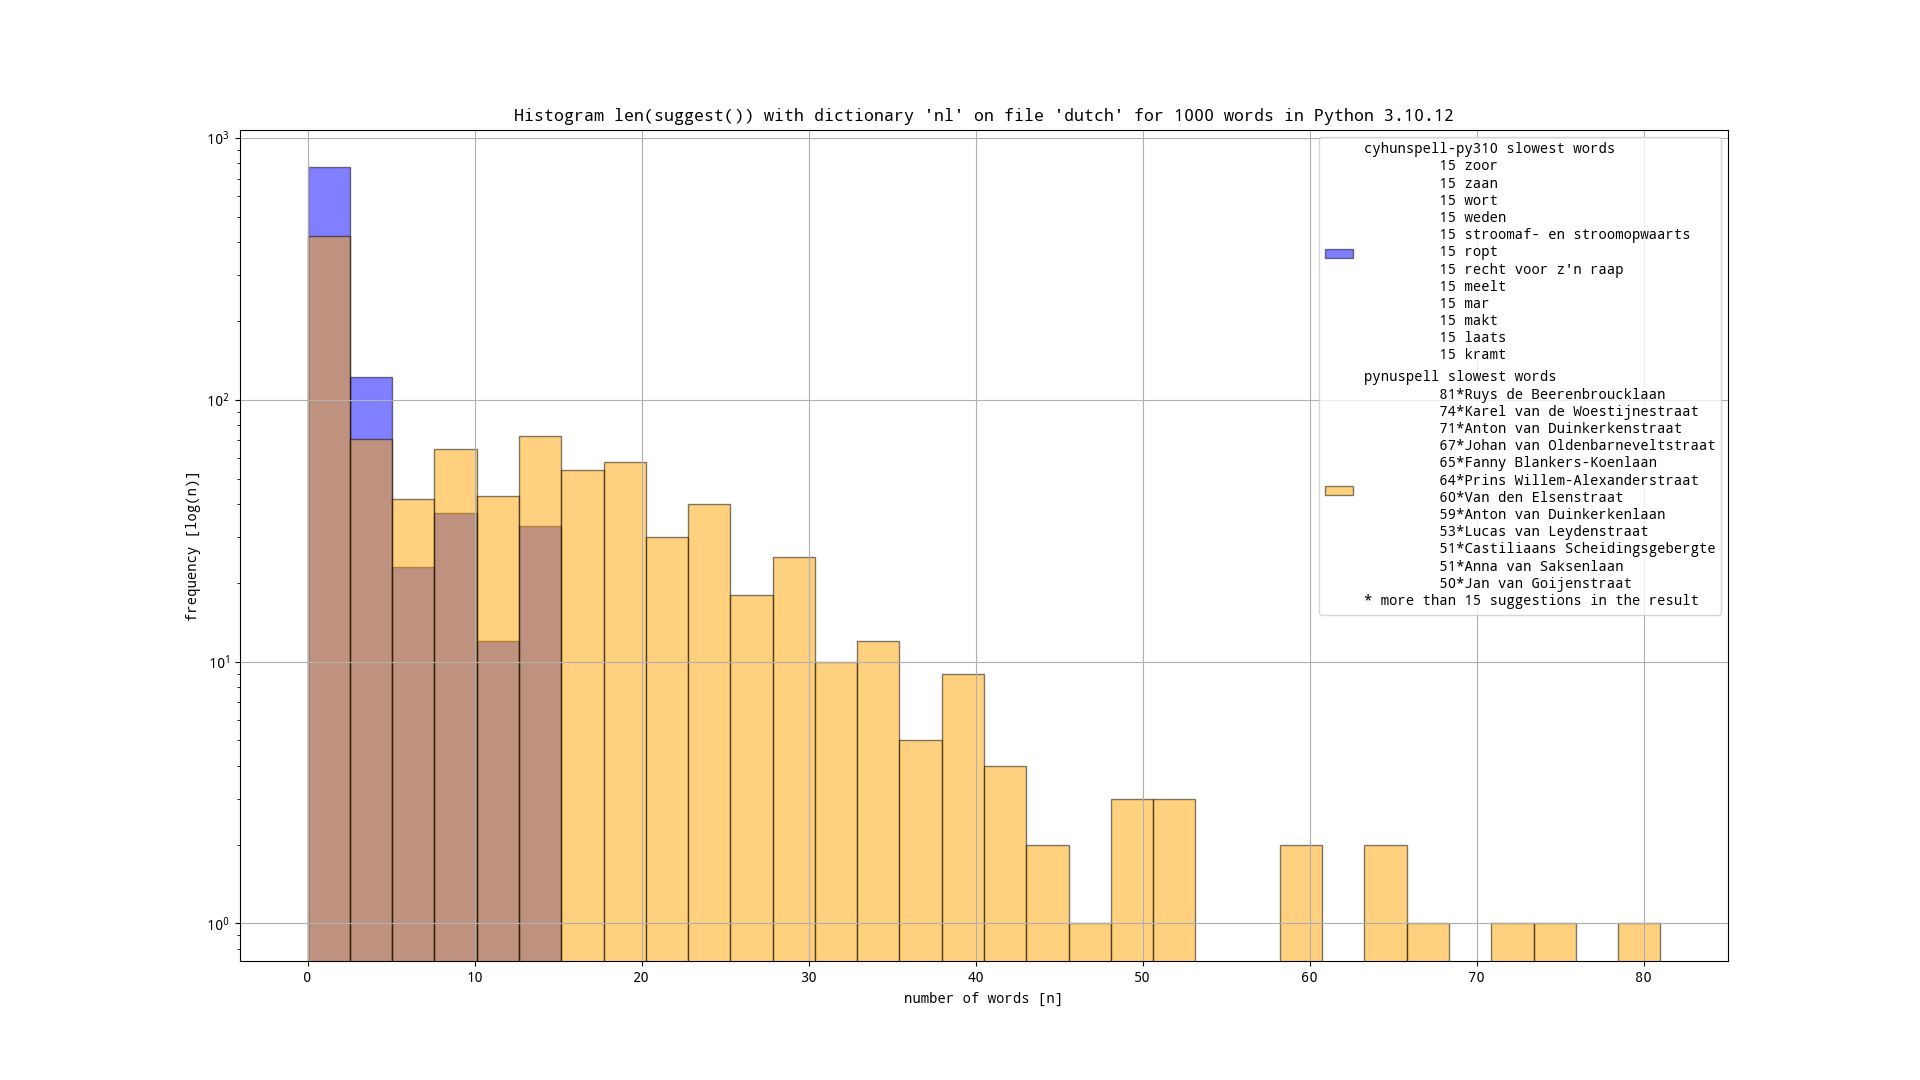 Histogram len(suggest()) with dictionary 'nl' on file 'dutch' for 1000 words in Python 3.10.12
cyhunspell-py310 slowest words
15 zoor
15 zaan
15 wort
15 weden
15 stroomaf- en stroomopwaarts
15 ropt
15 recht voor z'n raap
15 meelt
15 mar
15 makt
15 laats
15 kramt
pynuspell slowest words
81*Ruys de Beerenbroucklaan
74*Karel van de Woestijnestraat
71*Anton van Duinkerkenstraat
67*Johan van Oldenbarneveltstraat
65*Fanny Blankers-Koenlaan
64*Prins Willem-Alexanderstraat
60*Van den Elsenstraat
59*Anton van Duinkerkenlaan
53*Lucas van Leydenstraat
51*Castiliaans Scheidingsgebergte
51*Anna van Saksenlaan
50*Jan van Goijenstraat
* more than 15 suggestions in the result
frequency [log(n)]
10³
10²
10¹
10⁰
0 10 20 30 40 50 60 70 80
number of words [n]